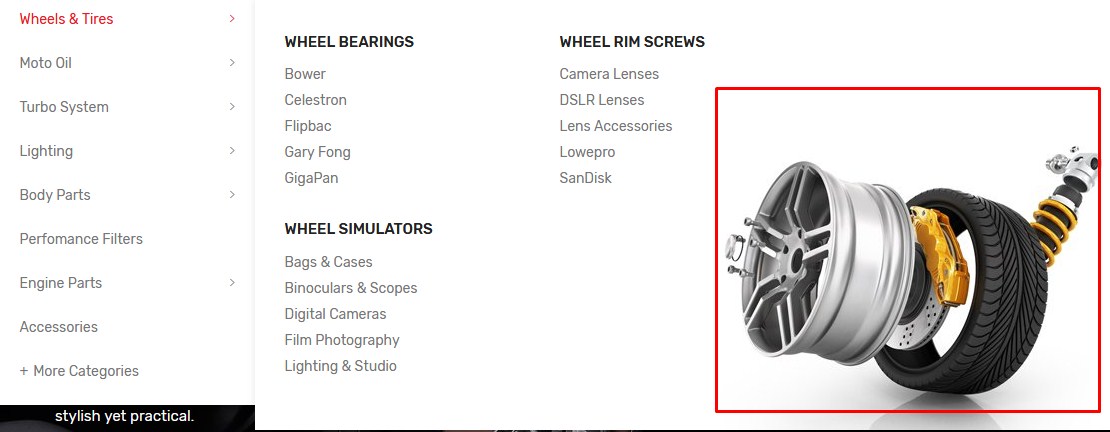 Wheels & Tires
Moto Oil
Turbo System
Lighting
Body Parts
Perfomance Filters
Engine Parts
Accessories
+ More Categories
stylish yet practical.
WHEEL BEARINGS
Bower
Celestron
Flipbac
Gary Fong
GigaPan
WHEEL SIMULATORS
Bags & Cases
Binoculars & Scopes
Digital Cameras
Film Photography
Lighting & Studio
WHEEL RIM SCREWS
Camera Lenses
DSLR Lenses
Lens Accessories
Lowepro
SanDisk